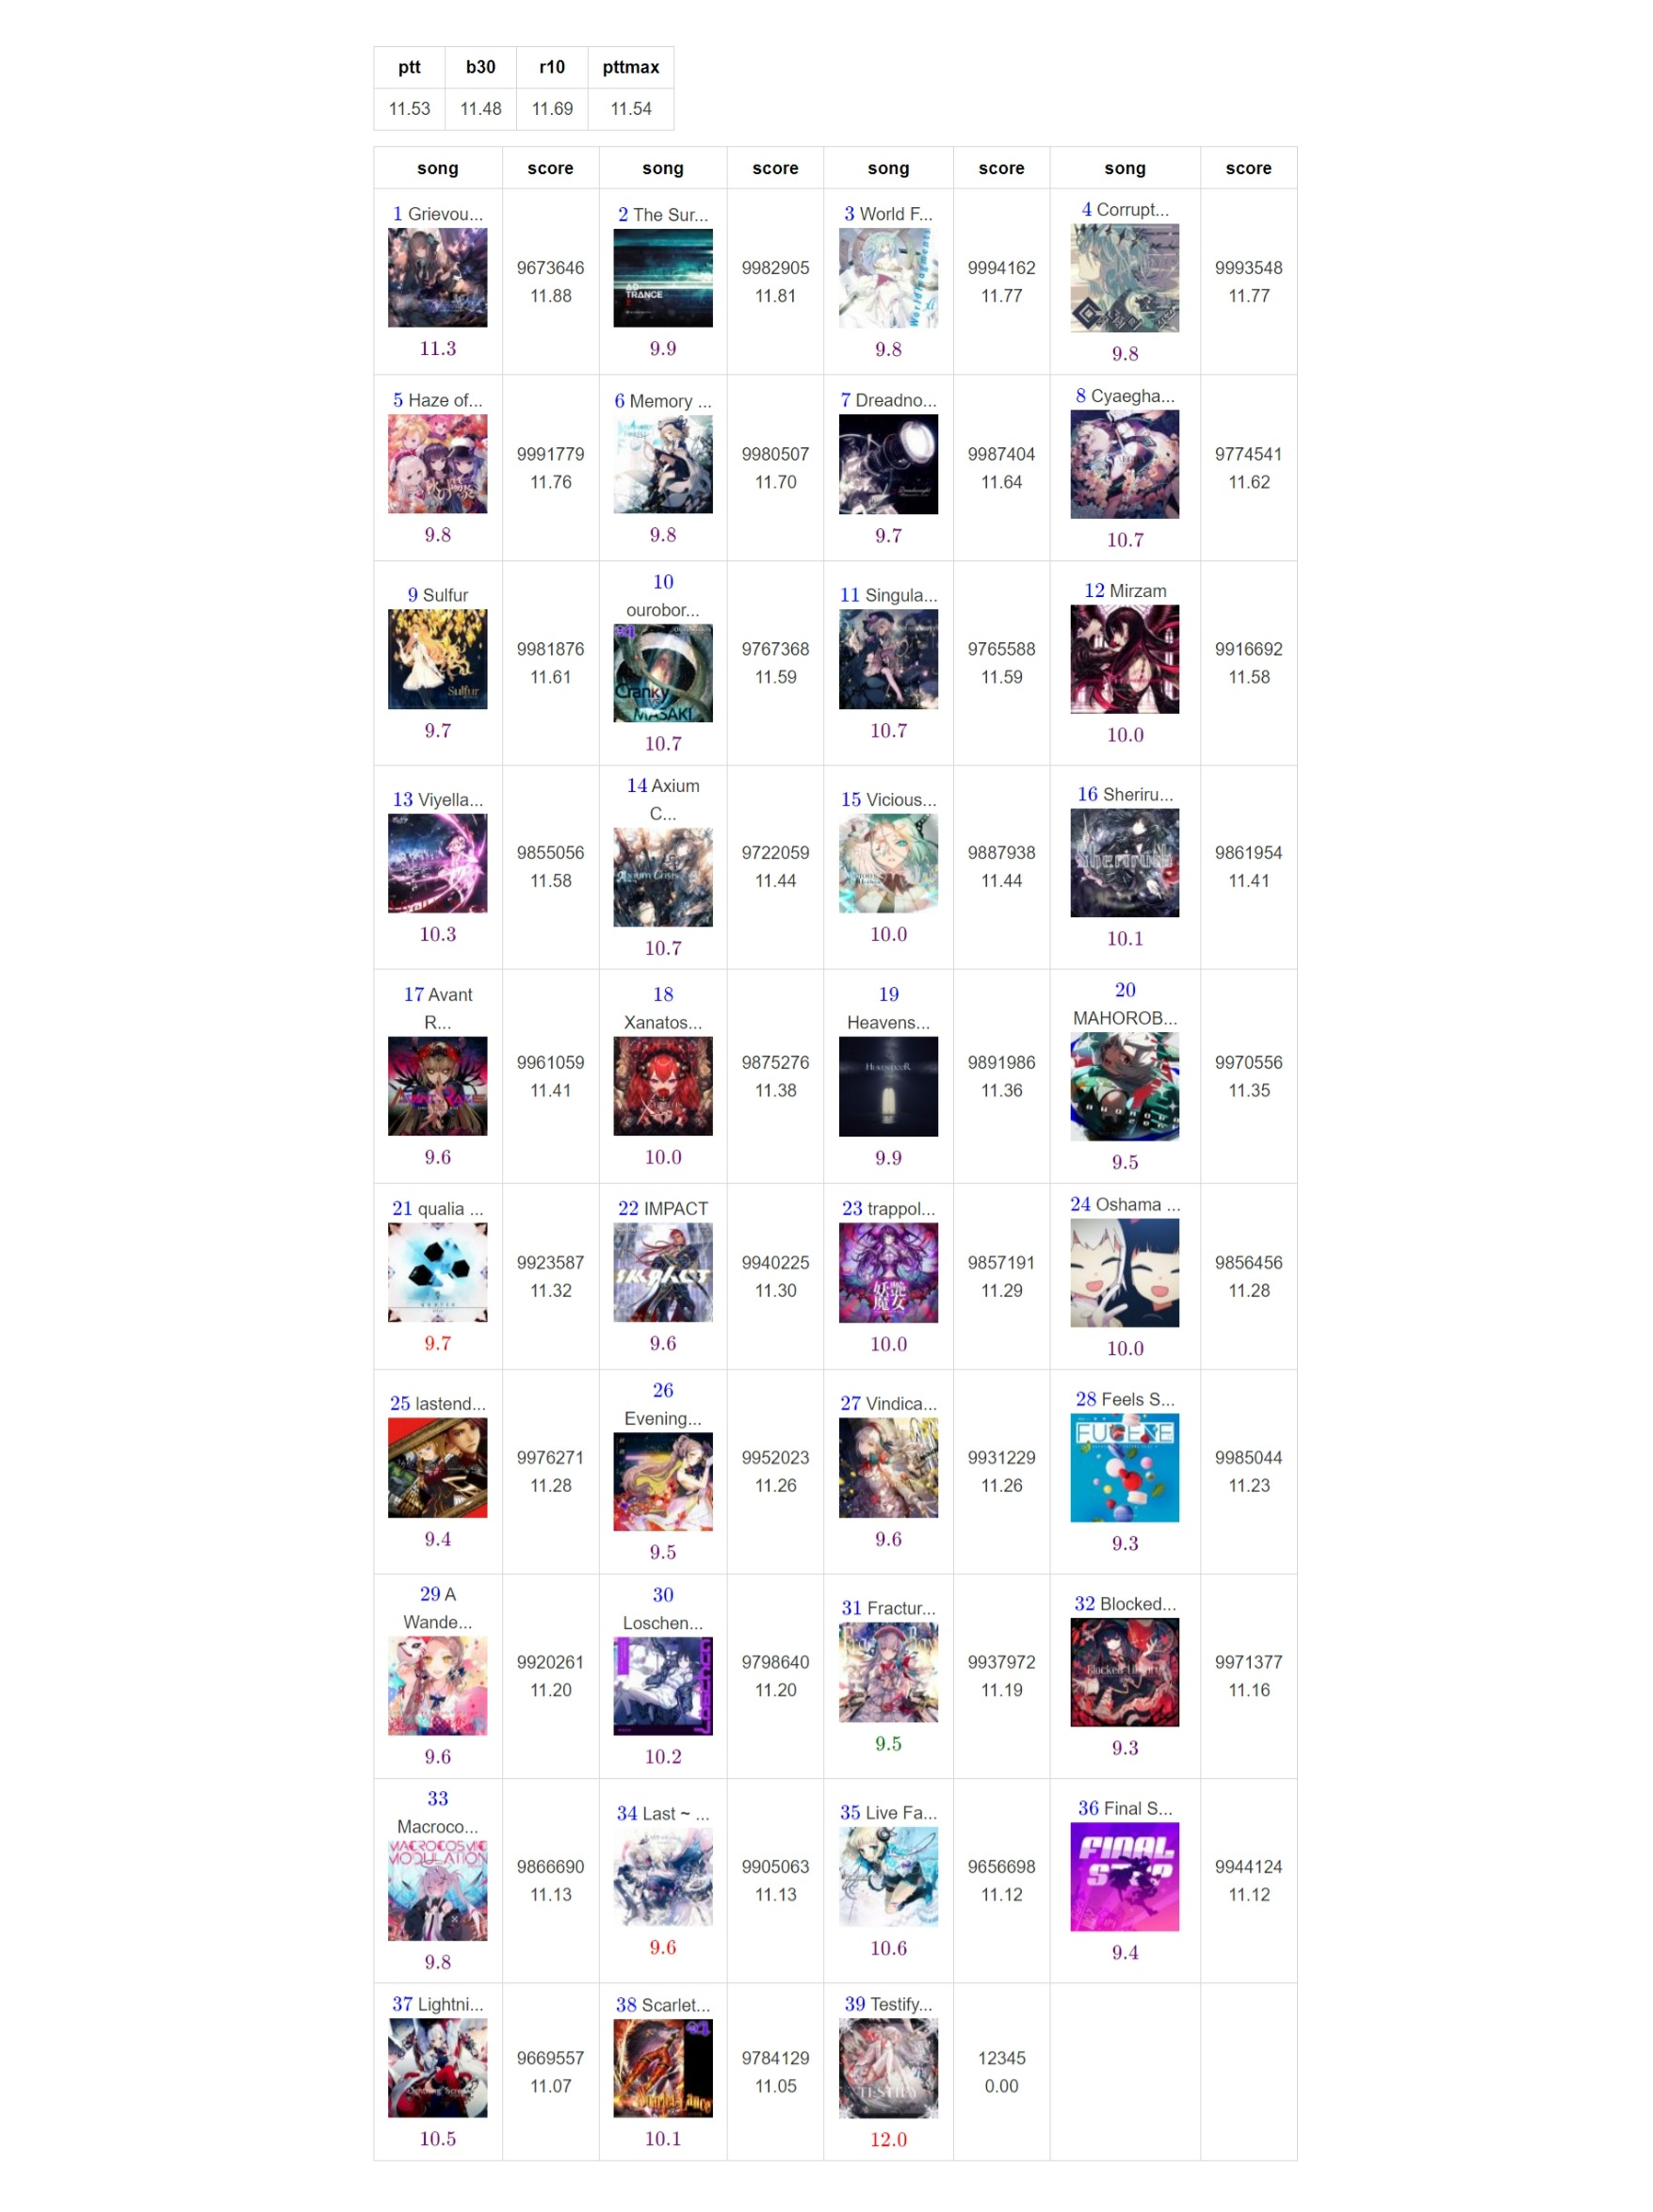 ptt b30 r10 pttmax
11.53 11.48 11.69 11.54
song score song score song score song score
1 Grievou... 2 The Sur... 3 World F... 4 Corrupt...
9673646 9982905 9994162 9993548
11.88 11.81 11.77 11.77
11.3 9.9 9.8 9.8
5 Haze of... 6 Memory ... 7 Dreadno... 8 Cyaegha...
9991779 9980507 9987404 9774541
11.76 11.70 11.64 11.62
9.8 9.8 9.7 10.7
9 Sulfur 10 ourobor... 11 Singula... 12 Mirzam
Sulfur
Cranky
MASAKI
9981876 9767368 9765588 9916692
11.61 11.59 11.59 11.58
9.7 10.7 10.7 10.0
13 Viyella... 14 Axium C... 15 Vicious... 16 Sheriru...
Axium Crisis
9855056 9722059 9887938 9861954
11.58 11.44 11.44 11.41
10.3 10.7 10.0 10.1
17 Avant R... 18 Xanatos... 19 Heavens... 20 MAHOROB...
9961059 9875276 9891986 9970556
11.41 11.38 11.36 11.35
9.6 10.0 9.9 9.5
21 qualia ... 22 IMPACT 23 trappol... 24 Oshama ...
妖艶魔女
9923587 9940225 9857191 9856456
11.32 11.30 11.29 11.28
9.7 9.6 10.0 10.0
25 lastend... 26 Evening... 27 Vindica... 28 Feels S...
9976271 9952023 9931229 9985044
11.28 11.26 11.26 11.23
9.4 9.5 9.6 9.3
29 A Wande... 30 Loschen... 31 Fractur... 32 Blocked...
9920261 9798640 9937972 9971377
11.20 11.20 11.19 11.16
9.6 10.2 9.5 9.3
33 Macroco... 34 Last ~ ... 35 Live Fa... 36 Final S...
MACROCOSMIC
MODULATION
FINAL
STEP
9866690 9905063 9656698 9944124
11.13 11.13 11.12 11.12
9.8 9.6 10.6 9.4
37 Lightni... 38 Scarlet... 39 Testify...
TESTIFY
9669557 9784129 12345
11.07 11.05 0.00
10.5 10.1 12.0